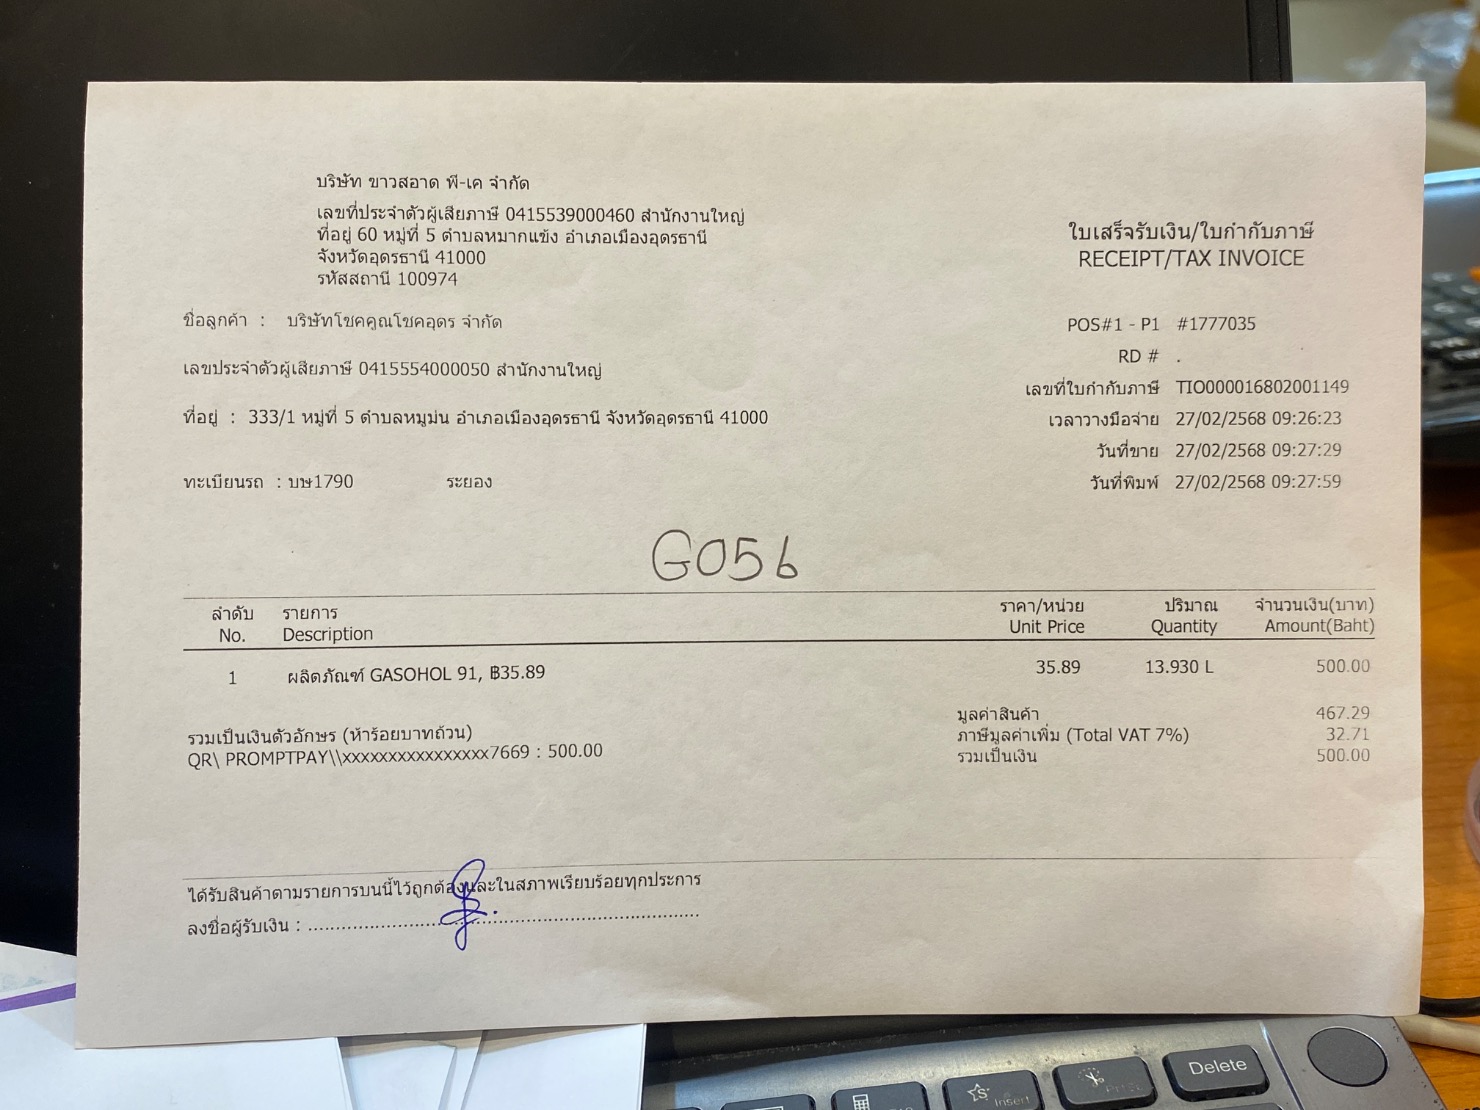 บริษัท ขาวสอาด พี-เค จำกัด
เลขที่ประจำตัวผู้เสียภาษี 0415539000460 สำนักงานใหญ่
ที่อยู่ 60 หมู่ที่ 5 ตำบลหมากแข้ง อำเภอเมืองอุดรธานี
จังหวัดอุดรธานี 41000
รหัสสถานี 100974
ใบเสร็จรับเงิน/ใบกำกับภาษี
RECEIPT/TAX INVOICE
ชื่อลูกค้า : บริษัทโชคคูณโชคอุดร จำกัด
เลขประจำตัวผู้เสียภาษี 0415554000050 สำนักงานใหญ่
ที่อยู่ : 333/1 หมู่ที่ 5 ตำบลหมูม่น อำเภอเมืองอุดรธานี จังหวัดอุดรธานี 41000
ทะเบียนรถ : บษ1790 ระยอง
POS#1 - P1 #1777035
RD # .
เลขที่ใบกำกับภาษี TIO000016802001149
เวลาวางมือจ่าย 27/02/2568 09:26:23
วันที่ขาย 27/02/2568 09:27:29
วันที่พิมพ์ 27/02/2568 09:27:59
G056
ลำดับ รายการ ราคา/หน่วย ปริมาณ จำนวนเงิน(บาท)
No. Description Unit Price Quantity Amount(Baht)
1 ผลิตภัณฑ์ GASOHOL 91, ฿35.89 35.89 13.930 L 500.00
มูลค่าสินค้า 467.29
รวมเป็นเงินตัวอักษร (ห้าร้อยบาทถ้วน) ภาษีมูลค่าเพิ่ม (Total VAT 7%) 32.71
QR\ PROMPTPAY\\xxxxxxxxxxxxxxxx7669 : 500.00 รวมเป็นเงิน 500.00
ได้รับสินค้าตามรายการบนนี้ไว้ถูกต้องและในสภาพเรียบร้อยทุกประการ
ลงชื่อผู้รับเงิน : ......................................................................
Insert
Delete